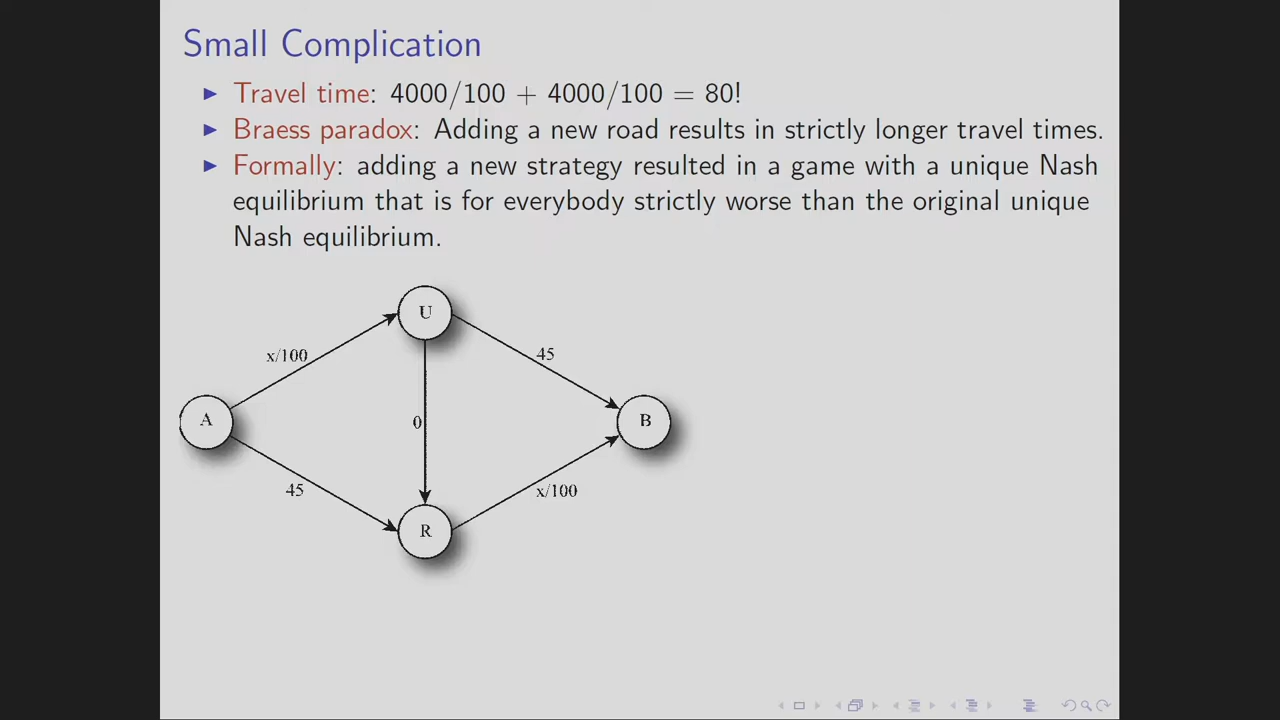 Small Complication
Travel time: 4000/100 + 4000/100 = 80!
Braess paradox: Adding a new road results in strictly longer travel times.
Formally: adding a new strategy resulted in a game with a unique Nash
equilibrium that is for everybody strictly worse than the original unique
Nash equilibrium.
U
x/100
45
A
0
B
45
x/100
R